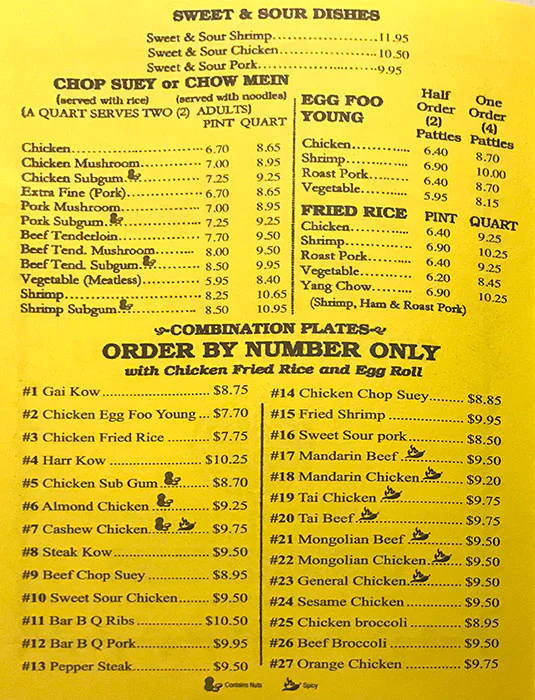 SWEET & SOUR DISHES
Sweet & Sour Shrimp..............................11.95
Sweet & Sour Chicken............................10.50
Sweet & Sour Pork.................................9.95
CHOP SUEY or CHOW MEIN
(served with rice) (served with noodles)
(A QUART SERVES TWO (2) ADULTS)
PINT QUART
Chicken.............................. 6.70 8.65
Chicken Mushroom............. 7.00 8.95
Chicken Subgum................. 7.25 9.25
Extra Fine (Pork)................. 6.70 8.65
Pork Mushroom.................. 7.00 8.95
Pork Subgum...................... 7.25 9.25
Beef Tenderloin................... 7.70 9.50
Beef Tend. Mushroom......... 8.00 9.50
Beef Tend. Subgum............ 8.50 9.95
Vegetable (Meatless)........... 5.95 8.40
Shrimp................................ 8.25 10.65
Shrimp Subgum.................. 8.50 10.95
EGG FOO YOUNG
Half Order (2) Patties
One Order (4) Patties
Chicken................ 6.40 8.70
Shrimp................. 6.90 10.00
Roast Pork............ 6.40 8.70
Vegetable............. 5.95 8.15
FRIED RICE PINT QUART
Chicken................ 6.40 9.25
Shrimp................. 6.90 10.25
Roast Pork............ 6.40 9.25
Vegetable............. 6.20 8.45
Yang Chow........... 6.90 10.25
(Shrimp, Ham & Roast Pork)
COMBINATION PLATES
ORDER BY NUMBER ONLY
with Chicken Fried Rice and Egg Roll
#1 Gai Kow............................ $8.75
#2 Chicken Egg Foo Young ... $7.70
#3 Chicken Fried Rice ........... $7.75
#4 Harr Kow........................ $10.25
#5 Chicken Sub Gum ........... $8.70
#6 Almond Chicken ............. $9.25
#7 Cashew Chicken.............. $9.75
#8 Steak Kow........................ $9.50
#9 Beef Chop Suey ............... $8.95
#10 Sweet Sour Chicken........ $9.50
#11 Bar B Q Ribs ................. $10.50
#12 Bar B Q Pork.................. $9.95
#13 Pepper Steak................... $9.50
#14 Chicken Chop Suey........ $8.85
#15 Fried Shrimp .................. $9.95
#16 Sweet Sour pork.............. $8.50
#17 Mandarin Beef ............... $9.50
#18 Mandarin Chicken.......... $9.20
#19 Tai Chicken .................... $9.75
#20 Tai Beef.......................... $9.75
#21 Mongolian Beef ............. $9.50
#22 Mongolian Chicken........ $9.50
#23 General Chicken............ $9.50
#24 Sesame Chicken............. $9.50
#25 Chicken broccoli............. $8.95
#26 Beef Broccoli ................. $9.50
#27 Orange Chicken ............. $9.75
Contains Nuts Spicy